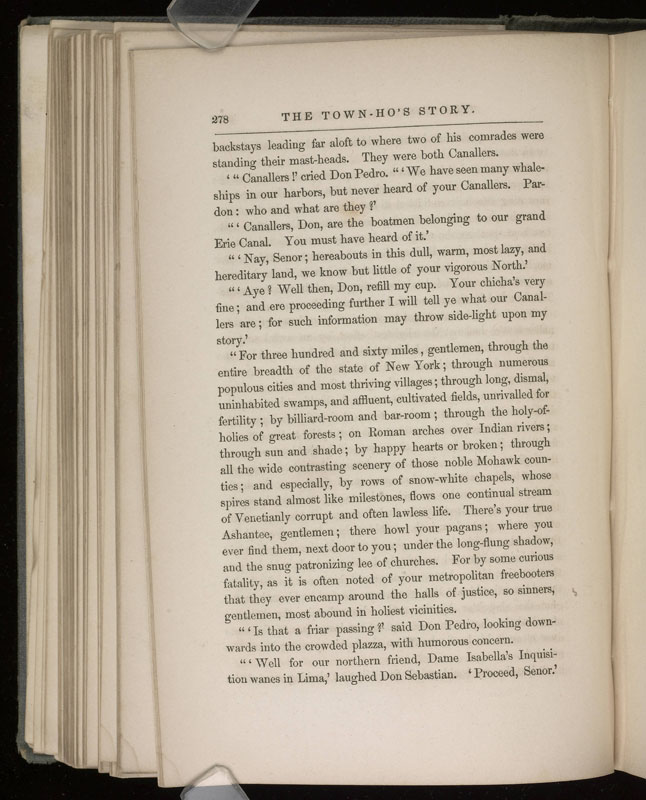 278 THE TOWN-HO'S STORY.
backstays leading far aloft to where two of his comrades were
standing their mast-heads. They were both Canallers.
‘ “ Canallers !’ cried Don Pedro. “ ‘ We have seen many whale-
ships in our harbors, but never heard of your Canallers. Par-
don : who and what are they ?’
“ ‘ Canallers, Don, are the boatmen belonging to our grand
Erie Canal. You must have heard of it.’
“ ‘ Nay, Senor ; hereabouts in this dull, warm, most lazy, and
hereditary land, we know but little of your vigorous North.’
“ ‘ Aye ? Well then, Don, refill my cup. Your chicha's very
fine ; and ere proceeding further I will tell ye what our Canal-
lers are ; for such information may throw side-light upon my
story.’
“ For three hundred and sixty miles , gentlemen, through the
entire breadth of the state of New York ; through numerous
populous cities and most thriving villages ; through long, dismal,
uninhabited swamps, and affluent, cultivated fields, unrivalled for
fertility ; by billiard-room and bar-room ; through the holy-of-
holies of great forests ; on Roman arches over Indian rivers ;
through sun and shade ; by happy hearts or broken ; through
all the wide contrasting scenery of those noble Mohawk coun-
ties ; and especially, by rows of snow-white chapels, whose
spires stand almost like milestones, flows one continual stream
of Venetianly corrupt and often lawless life. There's your true
Ashantee, gentlemen ; there howl your pagans ; where you
ever find them, next door to you ; under the long-flung shadow,
and the snug patronizing lee of churches. For by some curious
fatality, as it is often noted of your metropolitan freebooters
that they ever encamp around the halls of justice, so sinners,
gentlemen, most abound in holiest vicinities.
“ ‘ Is that a friar passing ?’ said Don Pedro, looking down-
wards into the crowded plazza, with humorous concern.
“ ‘ Well for our northern friend, Dame Isabella's Inquisi-
tion wanes in Lima,’ laughed Don Sebastian. ‘ Proceed, Senor.’